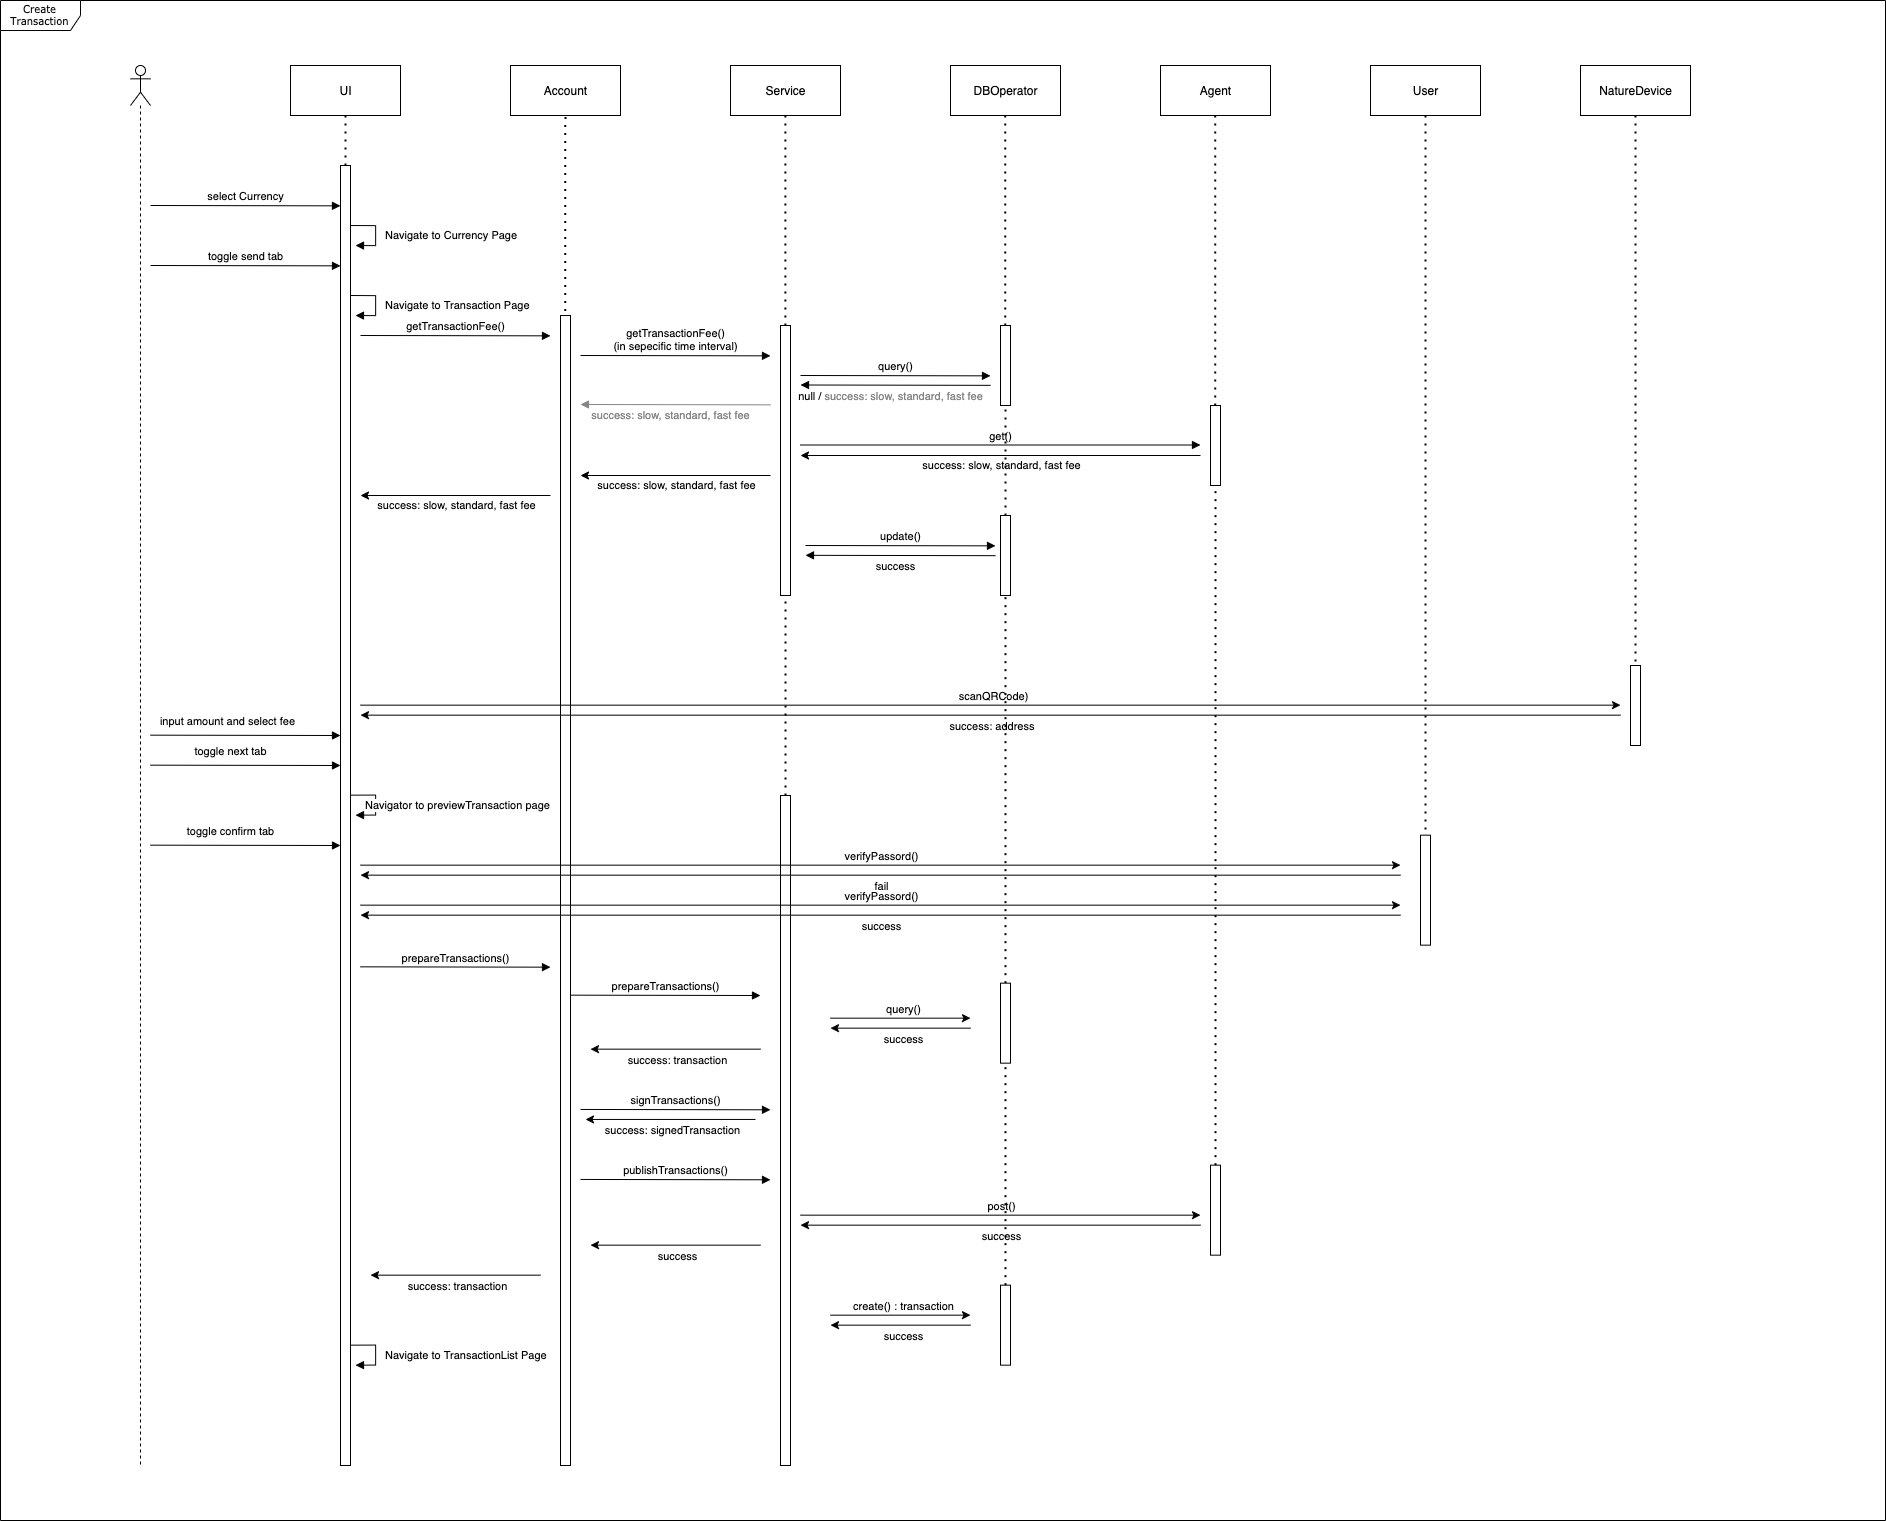 Create
Transaction
UI
Account
Service
DBOperator
Agent
User
NatureDevice
select Currency
Navigate to Currency Page
toggle send tab
Navigate to Transaction Page
getTransactionFee()
getTransactionFee()
(in sepecific time interval)
query()
null / success: slow, standard, fast fee
success: slow, standard, fast fee
get()
success: slow, standard, fast fee
success: slow, standard, fast fee
success: slow, standard, fast fee
update()
success
scanQRCode)
input amount and select fee
success: address
toggle next tab
Navigator to previewTransaction page
toggle confirm tab
verifyPassord()
fail
verifyPassord()
success
prepareTransactions()
prepareTransactions()
query()
success
success: transaction
signTransactions()
success: signedTransaction
publishTransactions()
post()
success
success
success: transaction
create() : transaction
success
Navigate to TransactionList Page